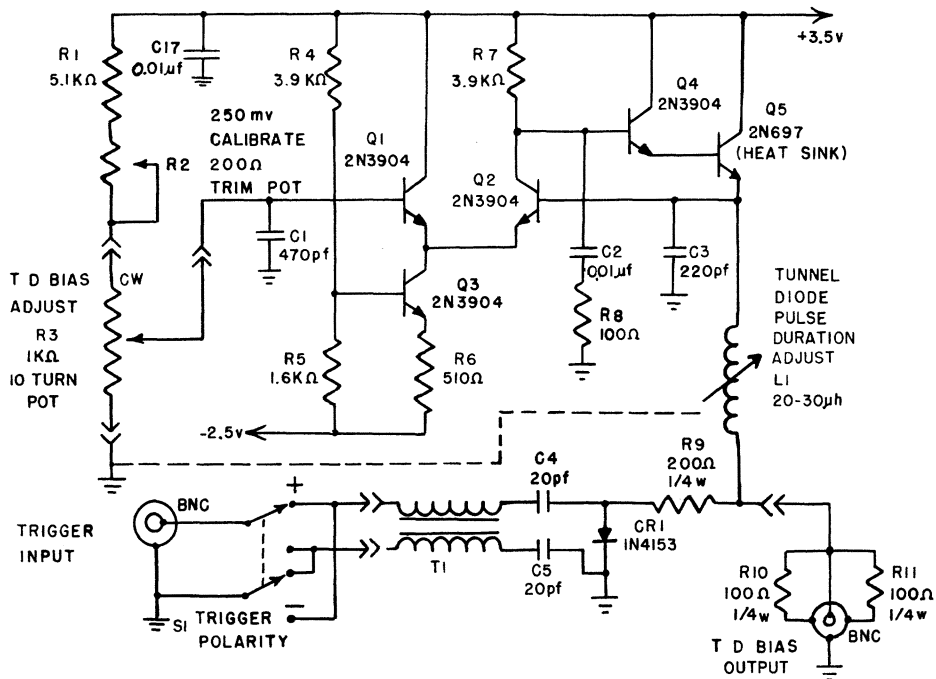 R1
5.1KΩ
C17
0.01µf
R4
3.9KΩ
R7
3.9KΩ
+3.5v
Q4
2N3904
Q5
2N697
(HEAT SINK)
250mv
CALIBRATE
200Ω
TRIM POT
R2
Q1
2N3904
Q2
2N3904
C1
470pf
C2
0.01µf
C3
220pf
T D BIAS
ADJUST
R3
1KΩ
10 TURN
POT
CW
Q3
2N3904
R8
100Ω
TUNNEL
DIODE
PULSE
DURATION
ADJUST
L1
20-30µh
R5
1.6KΩ
R6
510Ω
-2.5v
TRIGGER
INPUT
BNC
+
S1
TRIGGER
POLARITY
−
T1
C4
20pf
C5
20pf
CR1
1N4153
R9
200Ω
1/4w
R10
100Ω
1/4w
R11
100Ω
1/4w
BNC
T D BIAS
OUTPUT